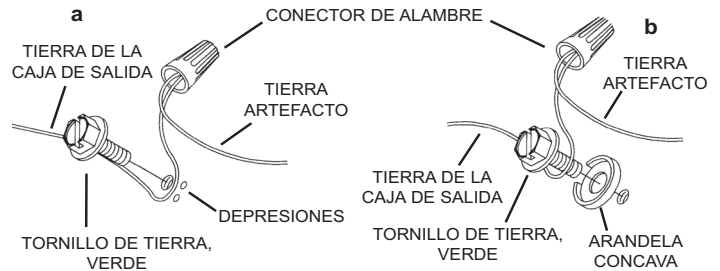 a
CONECTOR DE ALAMBRE
b
TIERRA DE LA
CAJA DE SALIDA
TIERRA
ARTEFACTO
DEPRESIONES
TORNILLO DE TIERRA,
VERDE
TIERRA
ARTEFACTO
TIERRA DE LA
CAJA DE SALIDA
TORNILLO DE TIERRA,
VERDE
ARANDELA
CONCAVA